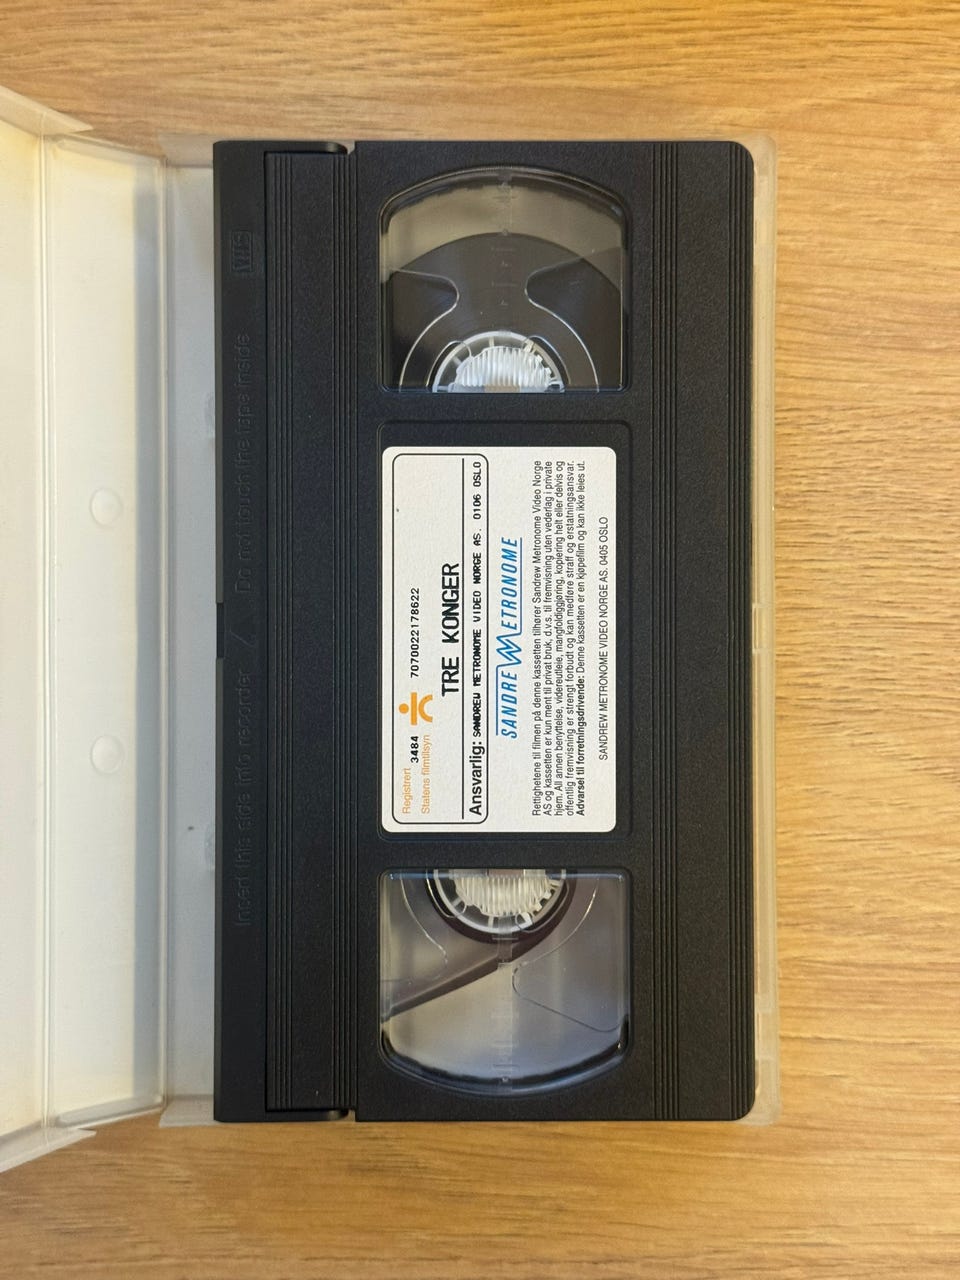 VHS
Insert this side into recorder Do not touch the tape inside
Registrert
Statens filmtilsyn
3484 7070022178622
TRE KONGER
Ansvarlig: SANDREW METRONOME VIDEO NORGE AS. 0106 OSLO
SANDREW METRONOME
Rettighetene til filmen på denne kassetten tilhører Sandrew Metronome Video Norge
AS og kassetten er kun ment til privat bruk, d.v.s. til fremvisning uten vederlag i private
hjem. All annen benyttelse, videreutleie, mangfoldiggjøring, kopiering helt eller delvis og
offentlig fremvisning er strengt forbudt og kan medføre straff og erstatningsansvar.
Advarsel til forretningsdrivende: Denne kassetten er en kjøpefilm og kan ikke leies ut.
SANDREW METRONOME VIDEO NORGE AS. 0405 OSLO